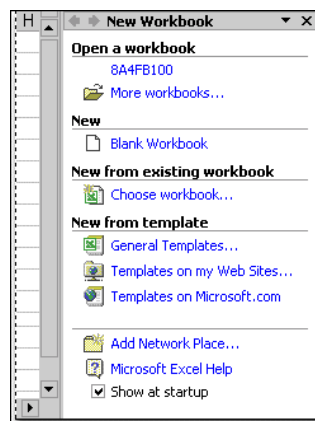 H
New Workbook
Open a workbook
8A4FB100
More workbooks...
New
Blank Workbook
New from existing workbook
Choose workbook...
New from template
General Templates...
Templates on my Web Sites...
Templates on Microsoft.com
Add Network Place...
Microsoft Excel Help
Show at startup